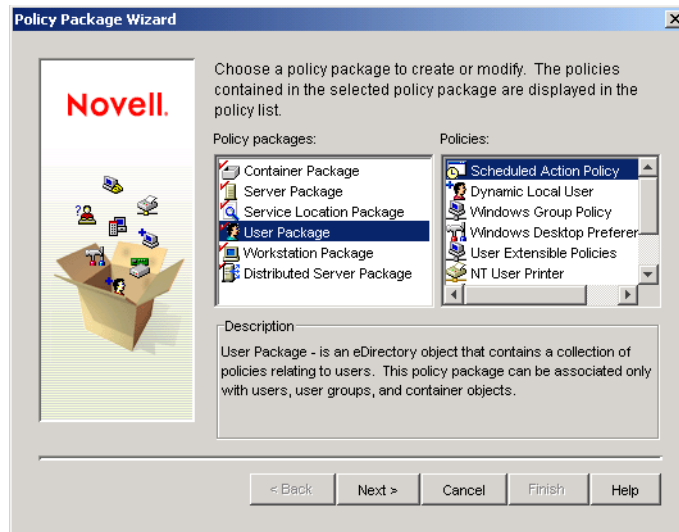 Policy Package Wizard
Novell.
Choose a policy package to create or modify. The policies
contained in the selected policy package are displayed in the
policy list.
Policy packages:
Container Package
Server Package
Service Location Package
User Package
Workstation Package
Distributed Server Package
Policies:
Scheduled Action Policy
Dynamic Local User
Windows Group Policy
Windows Desktop Preferer
User Extensible Policies
NT User Printer
Description
User Package - is an eDirectory object that contains a collection of
policies relating to users. This policy package can be associated only
with users, user groups, and container objects.
< Back
Next >
Cancel
Finish
Help